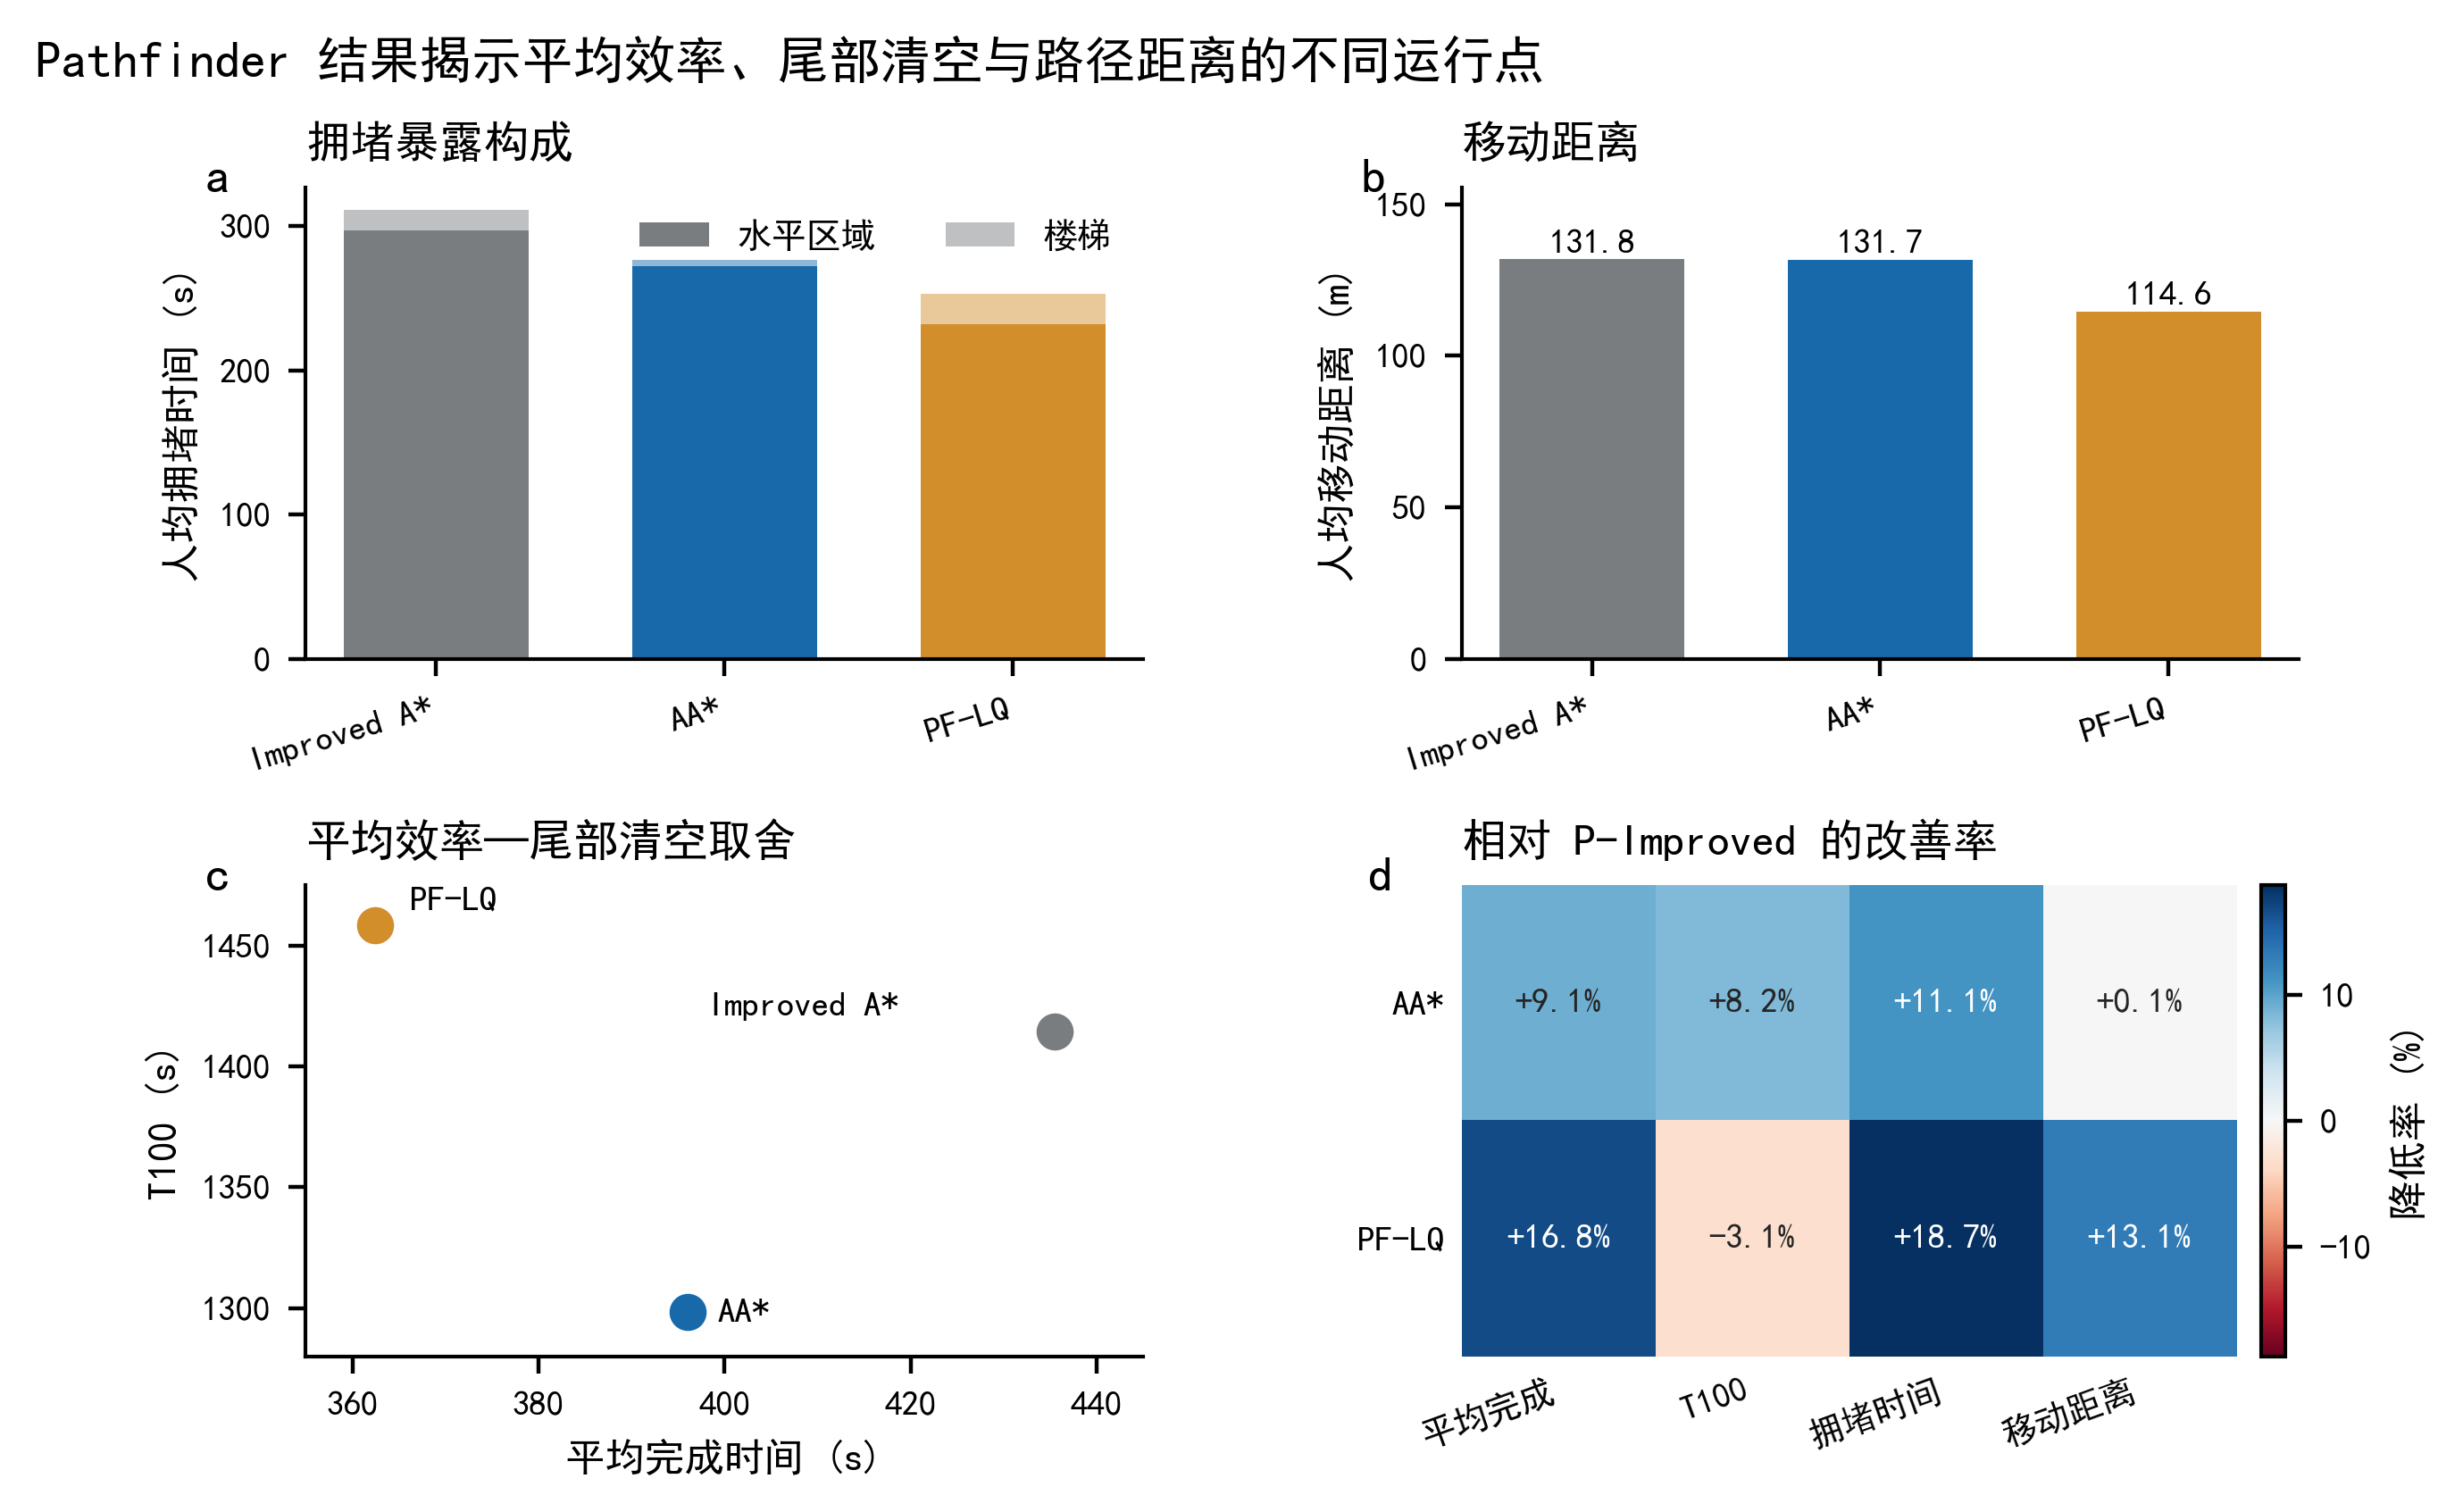 Pathfinder 结果揭示平均效率、尾部清空与路径距离的不同运行点
拥堵暴露构成
a
人均拥堵时间 (s)
300
200
100
0
水平区域
楼梯
Improved A*
AA*
PF-LQ
移动距离
b
人均移动距离 (m)
150
100
50
0
131.8
131.7
114.6
Improved A*
AA*
PF-LQ
平均效率—尾部清空取舍
c
T100 (s)
1450
1400
1350
1300
PF-LQ
Improved A*
AA*
360
380
400
420
440
平均完成时间 (s)
相对 P-Improved 的改善率
d
AA*
+9.1%
+8.2%
+11.1%
+0.1%
PF-LQ
+16.8%
-3.1%
+18.7%
+13.1%
平均完成
T100
拥堵时间
移动距离
10
0
-10
降低率 (%)